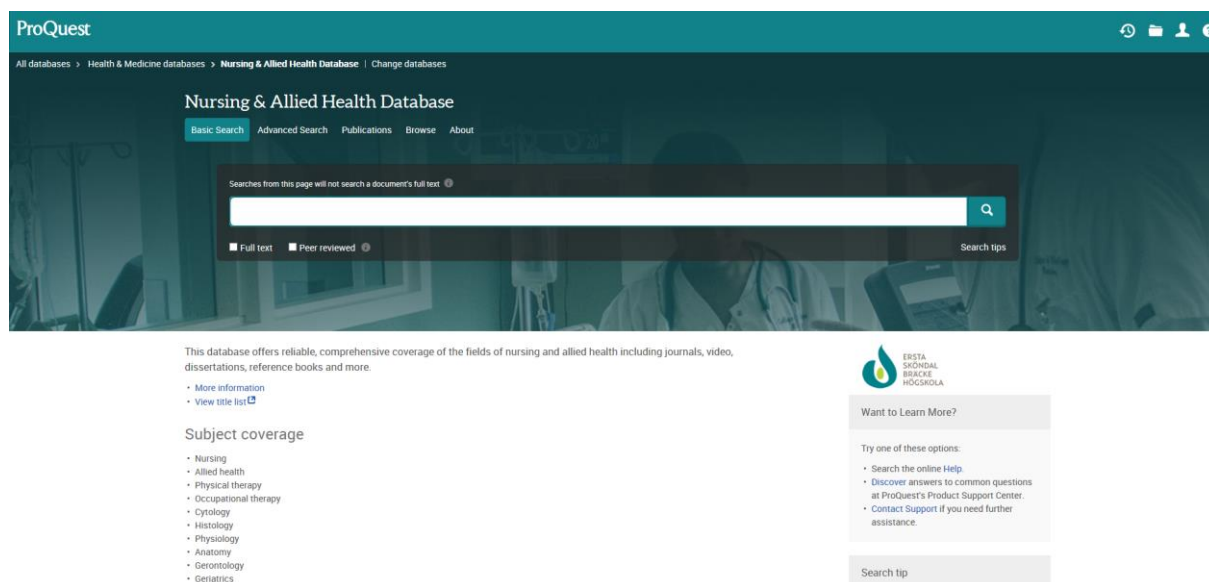 ProQuest
All databases > Health & Medicine databases > Nursing & Allied Health Database | Change databases
Nursing & Allied Health Database
Basic Search Advanced Search Publications Browse About
Searches from this page will not search a document's full text
Full text Peer reviewed Search tips
This database offers reliable, comprehensive coverage of the fields of nursing and allied health including journals, video,
dissertations, reference books and more.
• More information
• View title list
Subject coverage
• Nursing
• Allied health
• Physical therapy
• Occupational therapy
• Cytology
• Histology
• Physiology
• Anatomy
• Gerontology
• Geriatrics
ERSTA
SKÖNDAL
BRÄCKE
HÖGSKOLA
Want to Learn More?
Try one of these options:
• Search the online Help.
• Discover answers to common questions
at ProQuest's Product Support Center.
• Contact Support if you need further
assistance.
Search tip